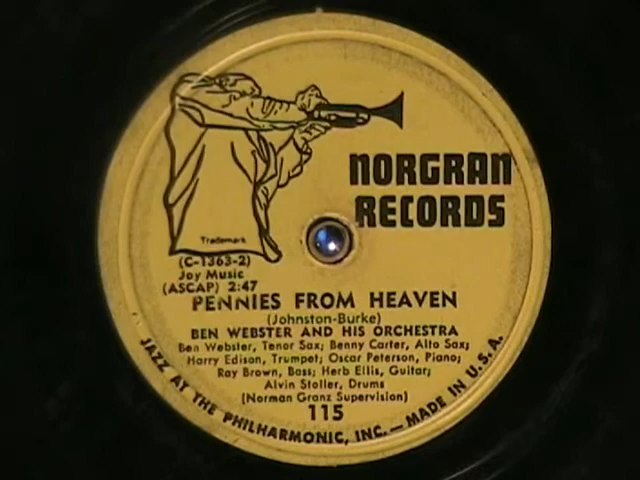 NORGRAN
RECORDS
Trademark
(C-1363-2)
Joy Music
(ASCAP) 2:47
PENNIES FROM HEAVEN
(Johnston-Burke)
BEN WEBSTER AND HIS ORCHESTRA
Ben Webster, Tenor Sax; Benny Carter, Alto Sax;
Harry Edison, Trumpet; Oscar Peterson, Piano;
Ray Brown, Bass; Herb Ellis, Guitar;
Alvin Stoller, Drums
(Norman Granz Supervision)
115
JAZZ AT THE PHILHARMONIC, INC. — MADE IN U.S.A.